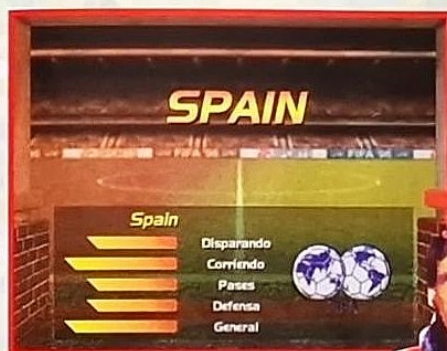 SPAIN
Spain
Disparando
Corriendo
Pases
Defensa
General